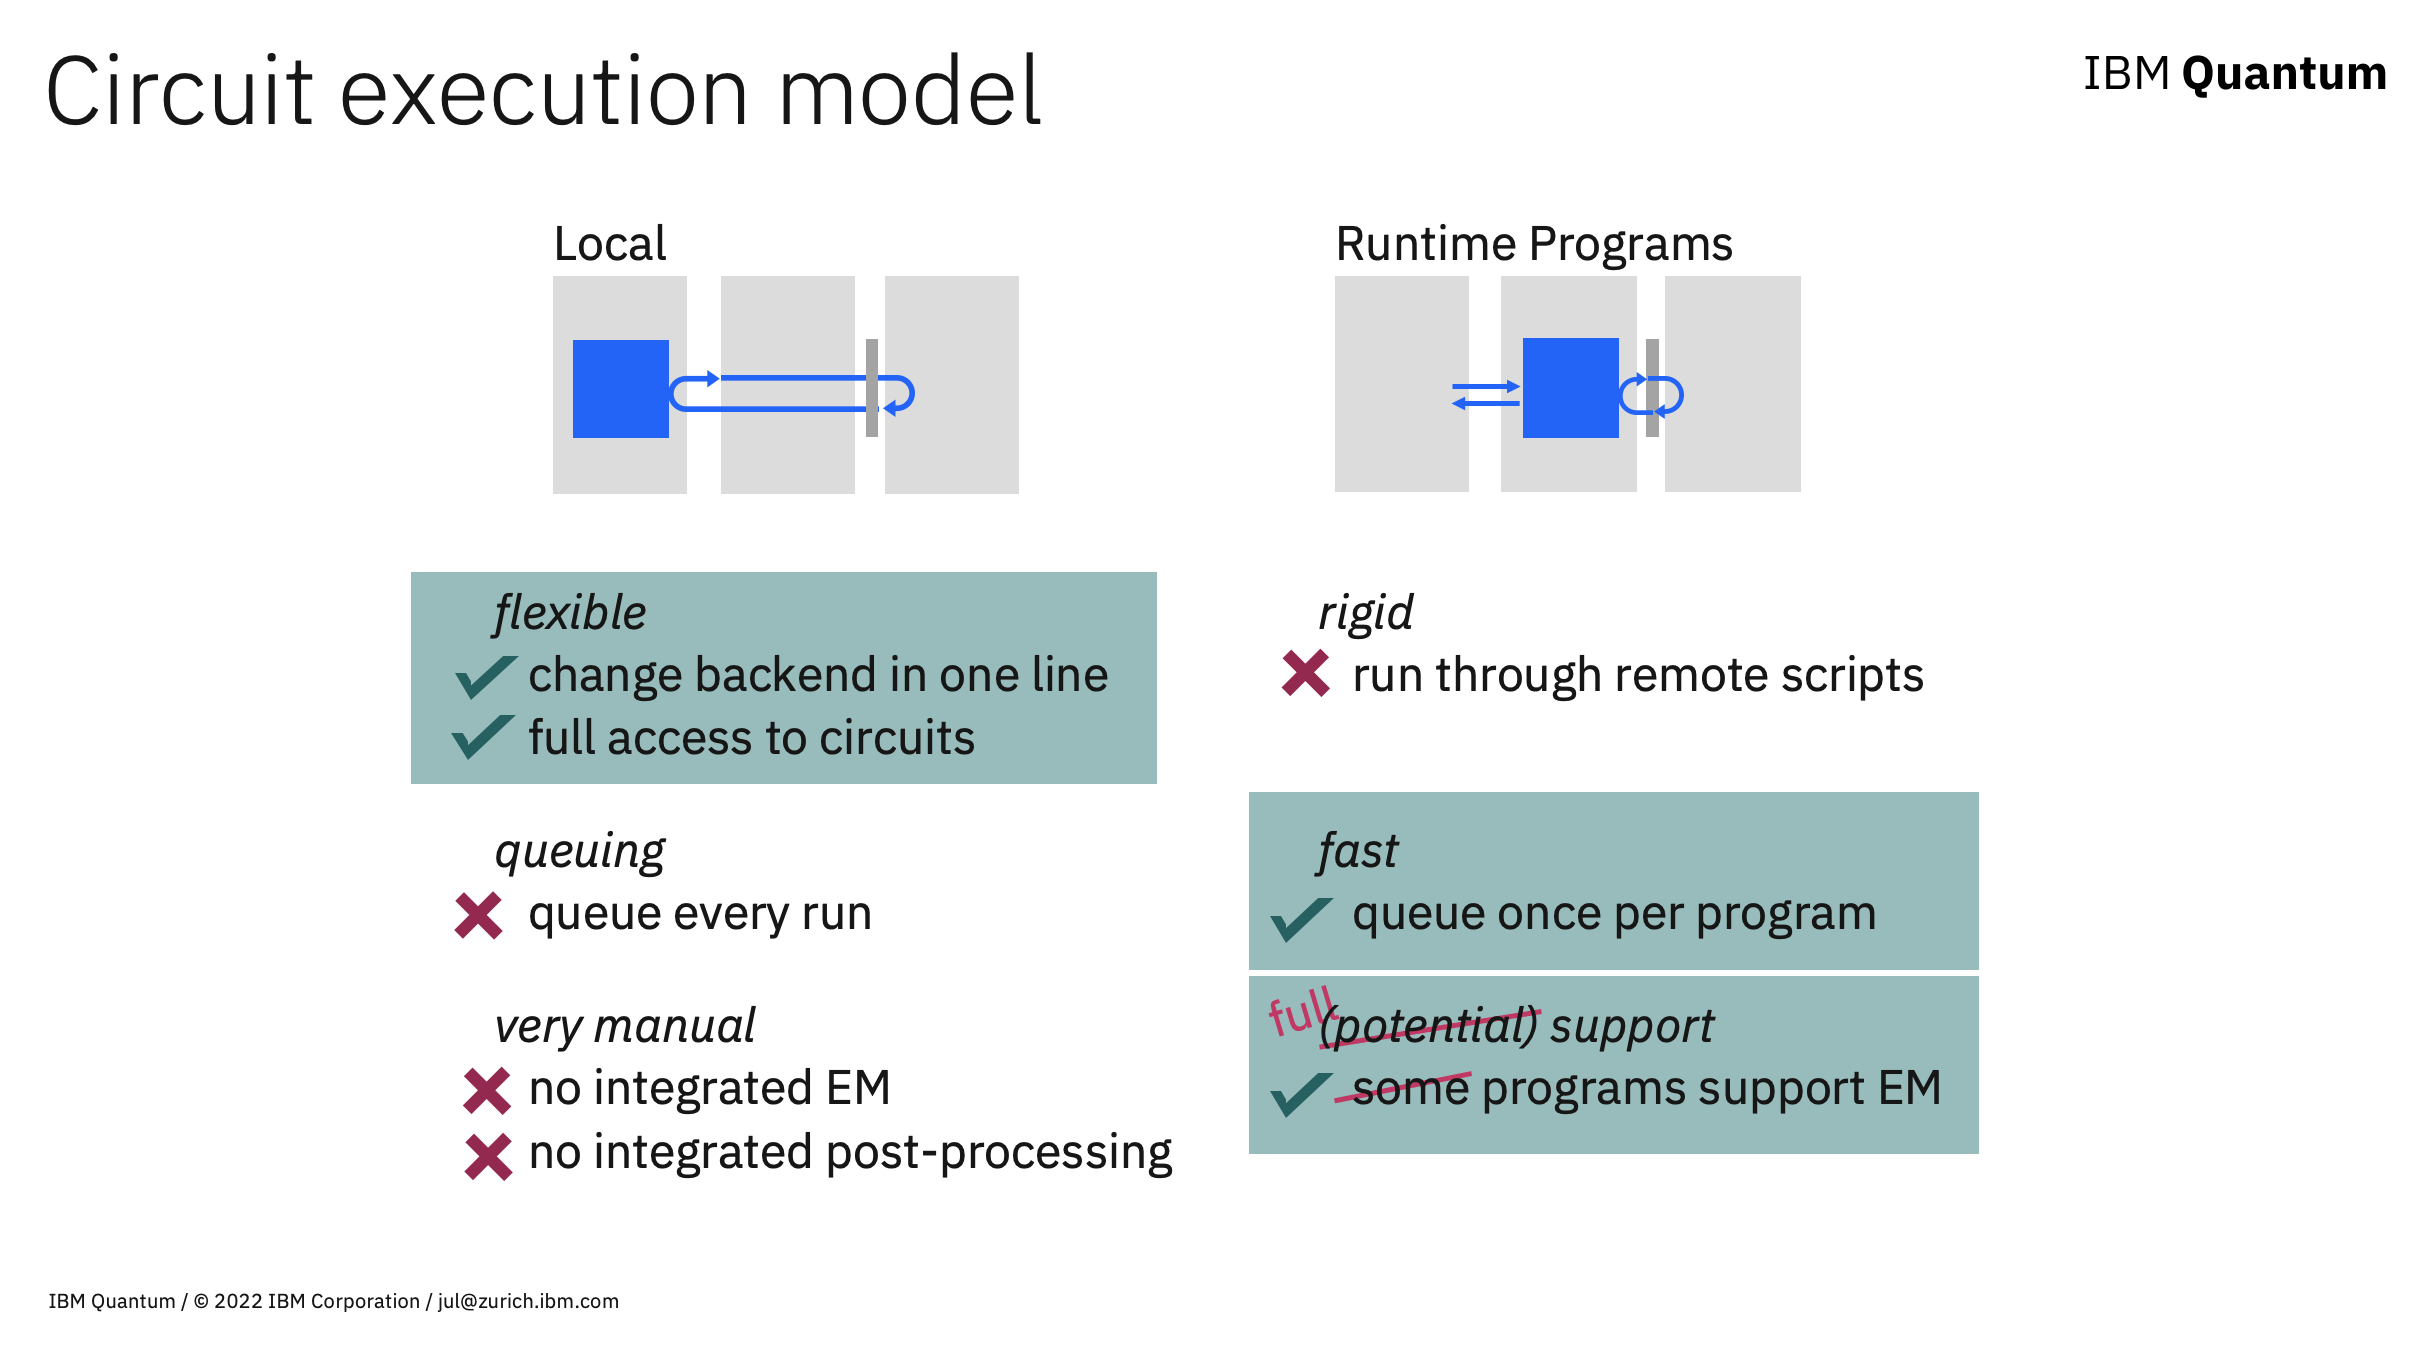 Circuit execution model
IBM Quantum
Local
flexible
change backend in one line
full access to circuits
queuing
queue every run
very manual
no integrated EM
no integrated post-processing
Runtime Programs
rigid
run through remote scripts
fast
queue once per program
full
(potential) support
some programs support EM
IBM Quantum / © 2022 IBM Corporation / jul@zurich.ibm.com